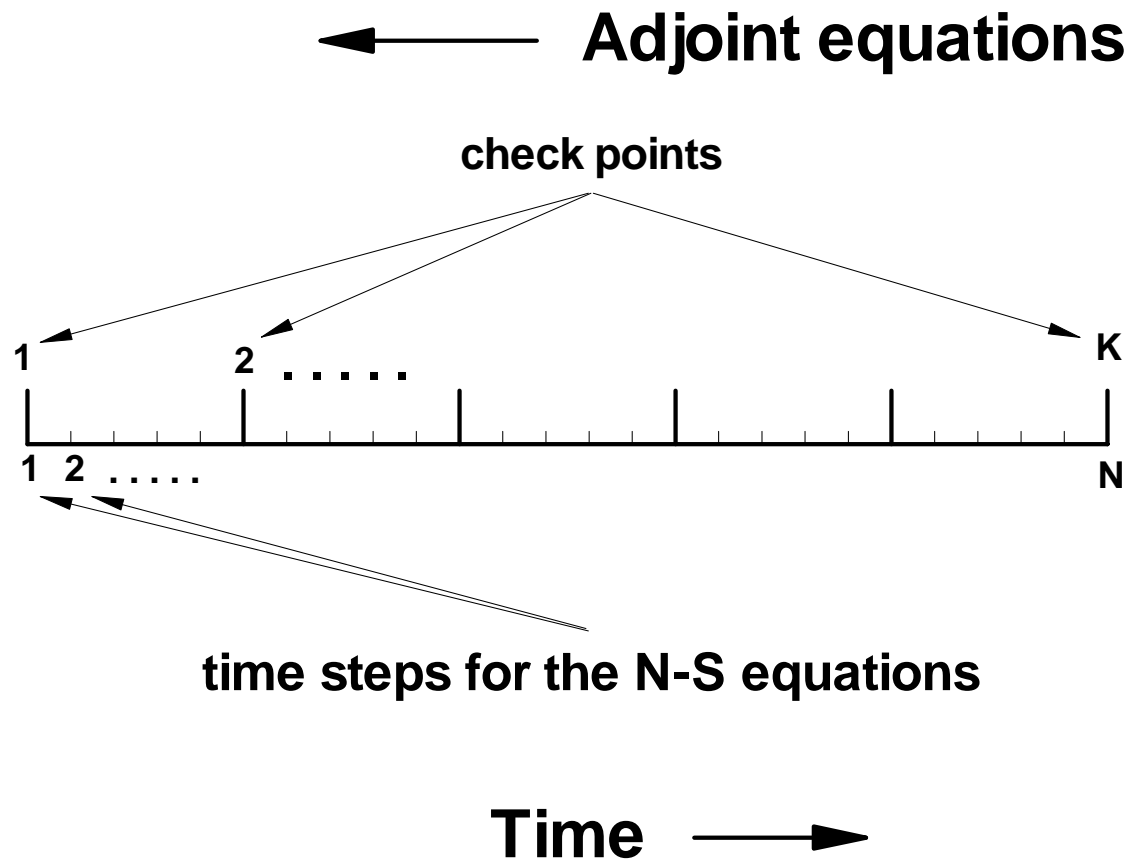 Adjoint equations
check points
1 2 ..... K
1 2 ..... N
time steps for the N-S equations
Time